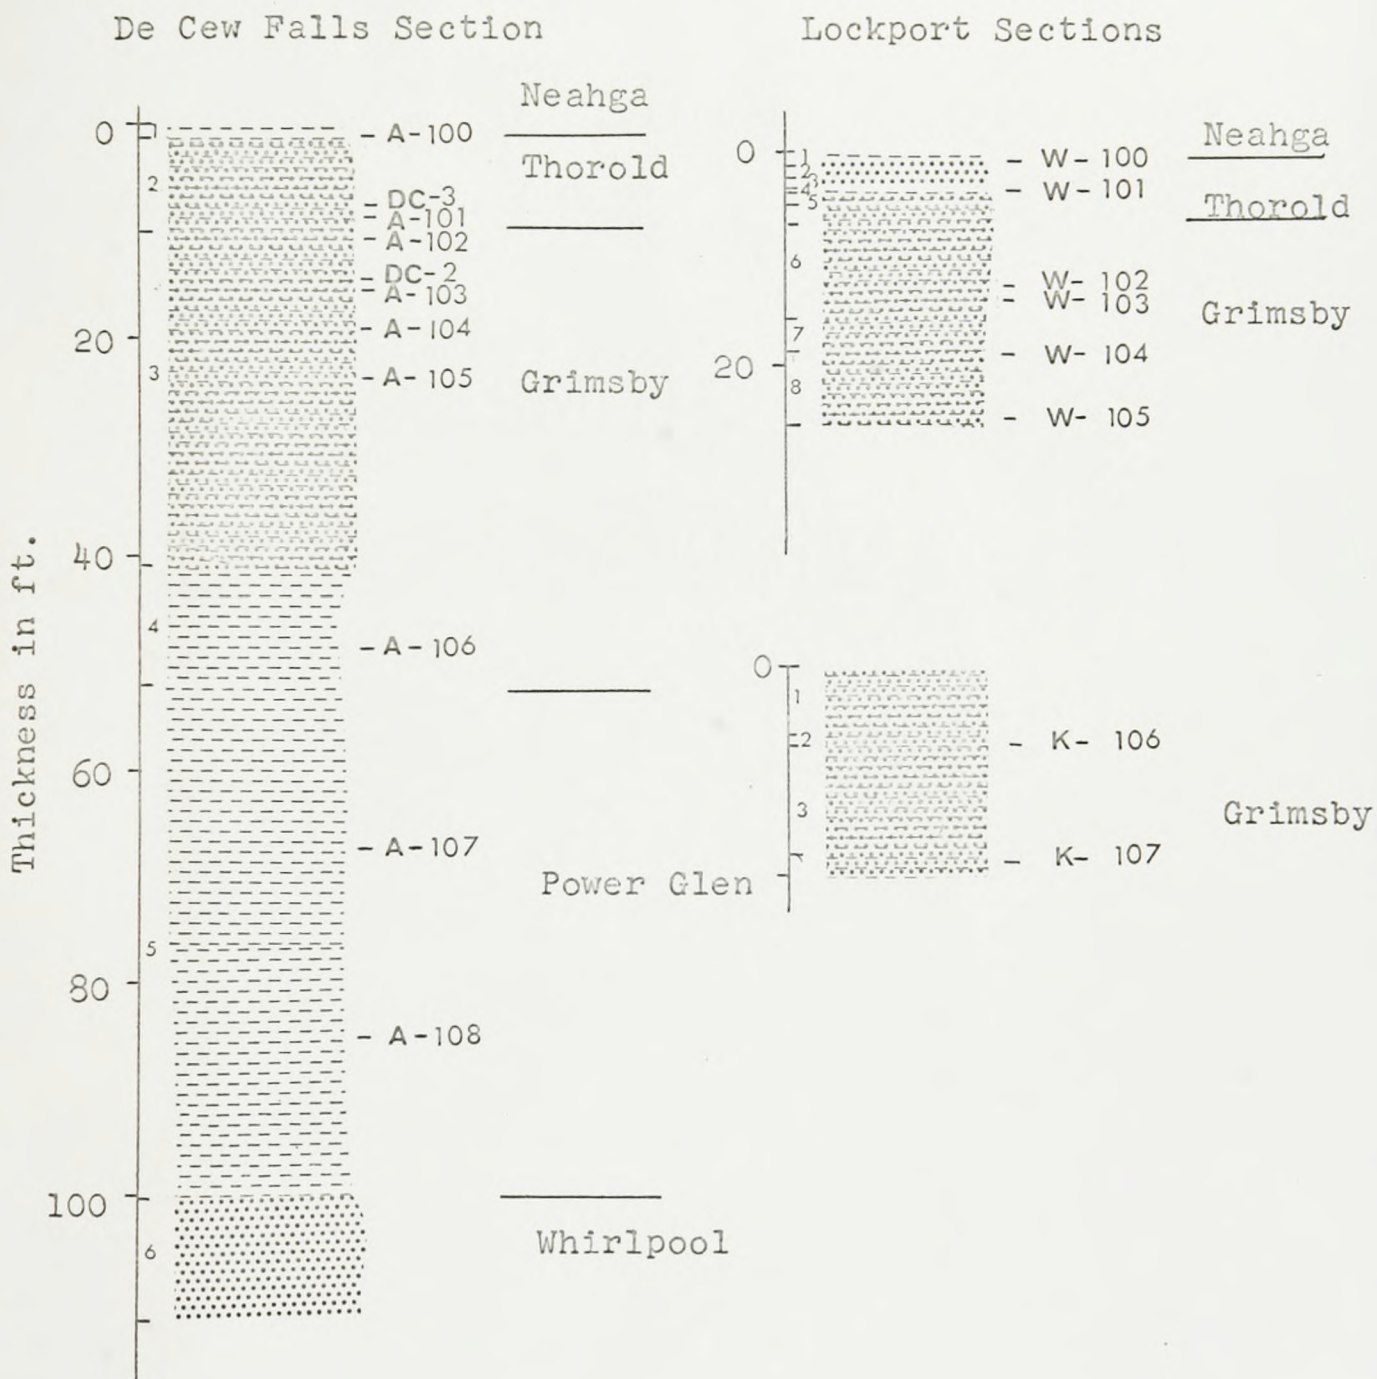 De Cew Falls Section
Neahga
0
1
A-100
Thorold
2
DC-3
A-101
A-102
DC-2
A-103
A-104
20
3
A-105
Grimsby
40
4
A-106
60
A-107
Power Glen
5
80
A-108
100
6
Whirlpool
Thickness in ft.
Lockport Sections
Neahga
0
1
W-100
2
3
4
W-101
5
Thorold
6
W-102
W-103
Grimsby
7
W-104
20
8
W-105
0
1
2
K-106
3
Grimsby
K-107